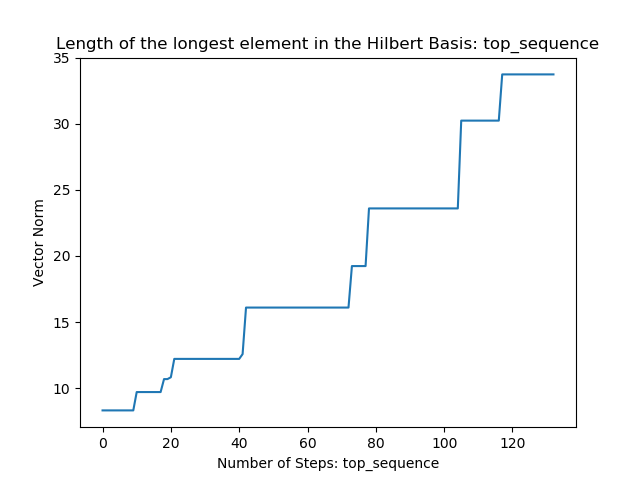 Length of the longest element in the Hilbert Basis: top_sequence
35
30
25
20
15
10
Vector Norm
0 20 40 60 80 100 120
Number of Steps: top_sequence